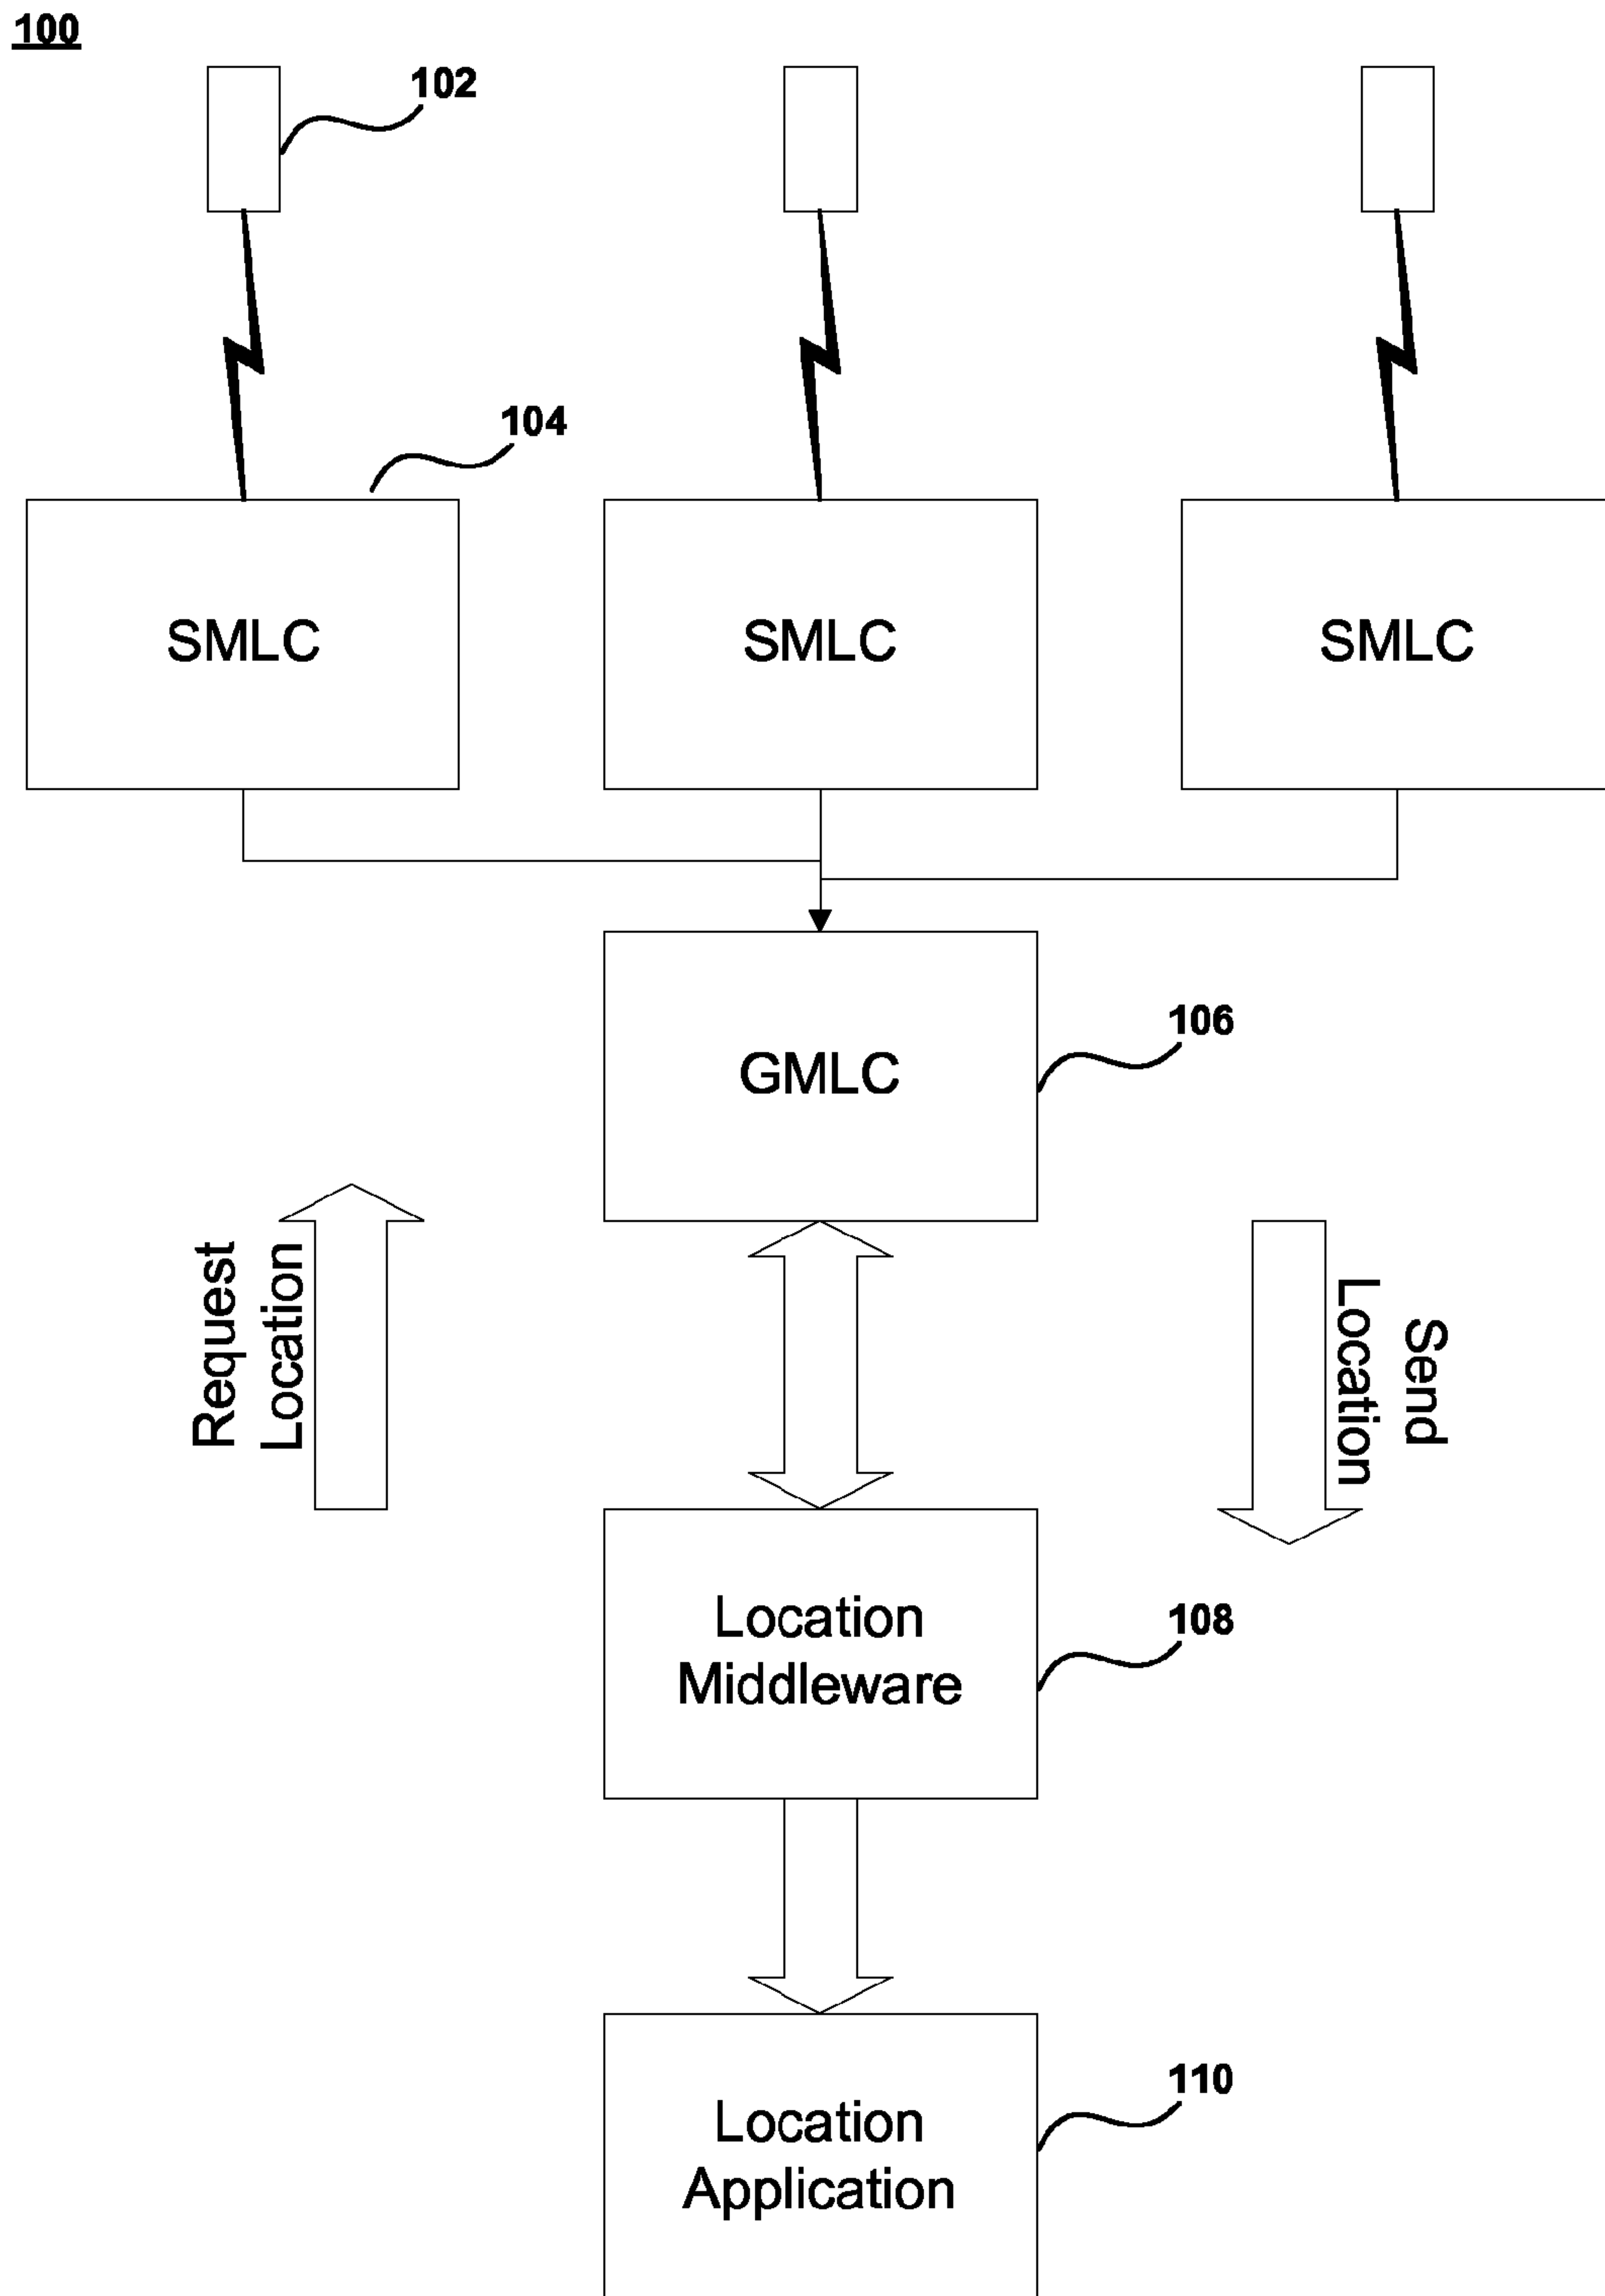 100
102
104
SMLC
SMLC
SMLC
GMLC
106
Request
Location
Send
Location
Location
Middleware
108
Location
Application
110